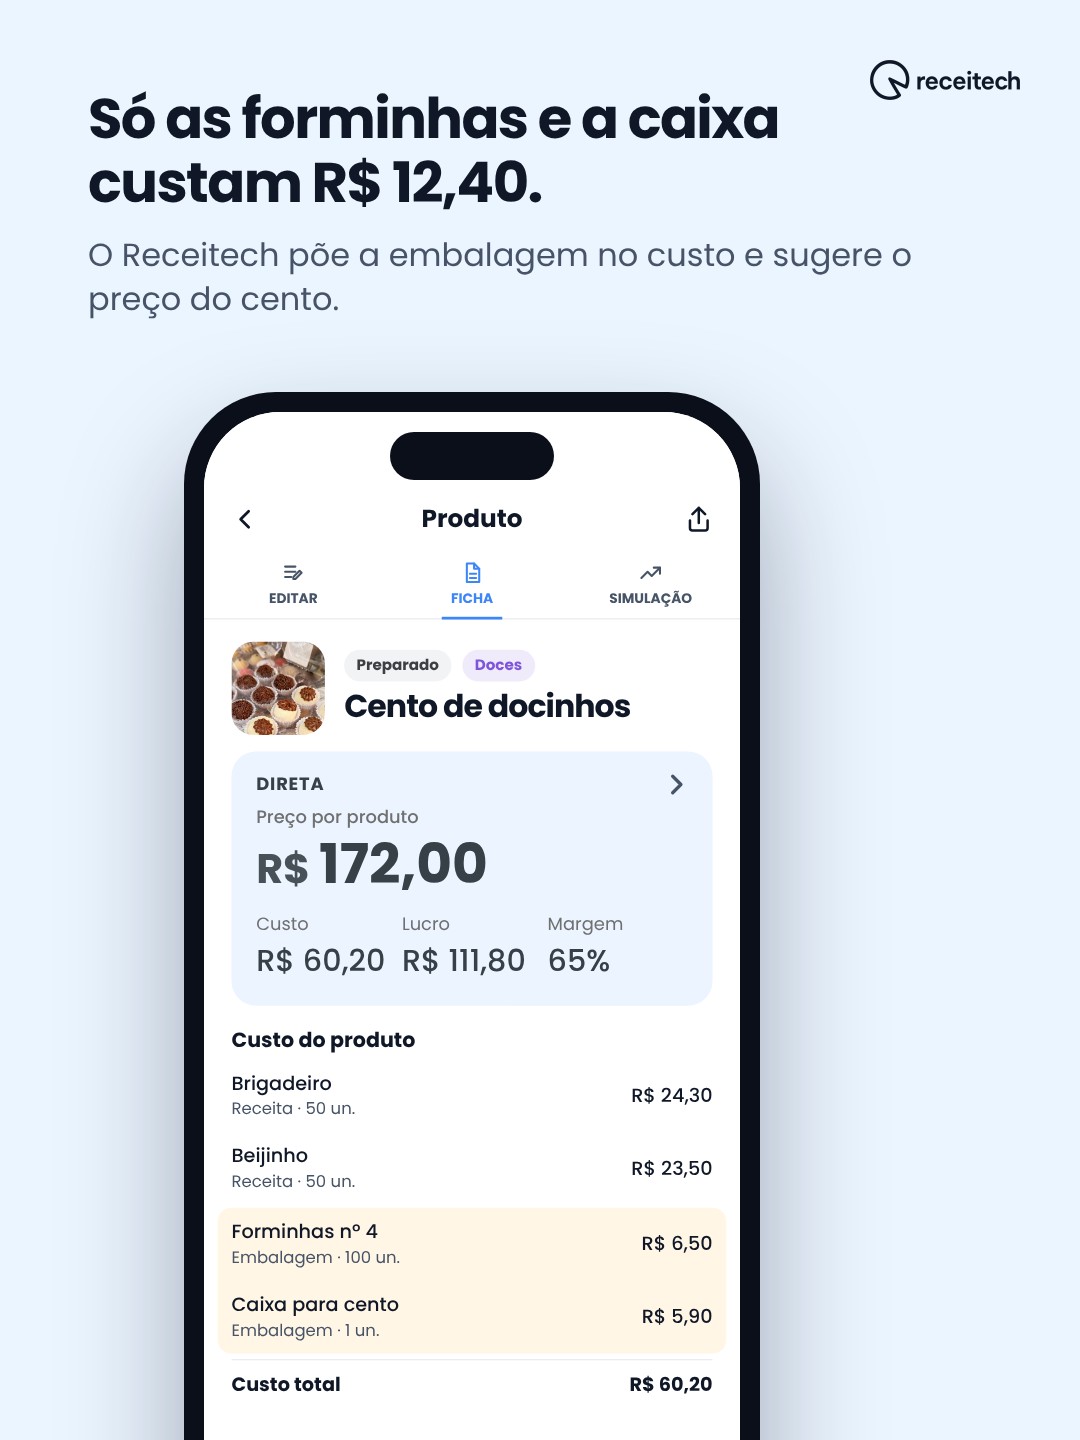 receitech
Só as forminhas e a caixa
custam R$ 12,40.
O Receitech põe a embalagem no custo e sugere o
preço do cento.
Produto
EDITAR
FICHA
SIMULAÇÃO
Preparado
Doces
Cento de docinhos
DIRETA
Preço por produto
R$ 172,00
Custo
Lucro
Margem
R$ 60,20
R$ 111,80
65%
Custo do produto
Brigadeiro
R$ 24,30
Receita · 50 un.
Beijinho
R$ 23,50
Receita · 50 un.
Forminhas nº 4
R$ 6,50
Embalagem · 100 un.
Caixa para cento
R$ 5,90
Embalagem · 1 un.
Custo total
R$ 60,20